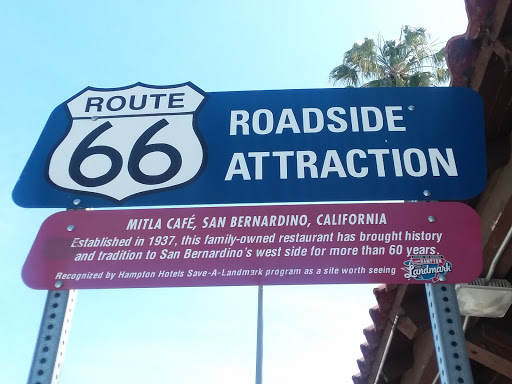 ROUTE
66
ROADSIDE
ATTRACTION
MITLA CAFÉ, SAN BERNARDINO, CALIFORNIA
Established in 1937, this family-owned restaurant has brought history
and tradition to San Bernardino's west side for more than 60 years.
Recognized by Hampton Hotels Save-A-Landmark program as a site worth seeing
Landmark